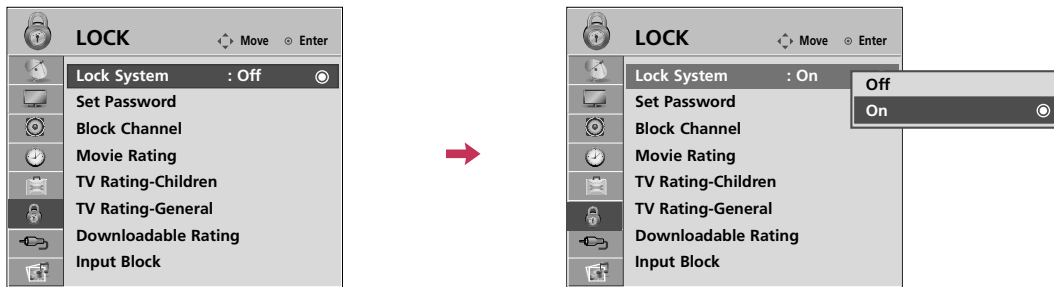 LOCK Move Enter
Lock System : Off
Set Password
Block Channel
Movie Rating
TV Rating-Children
TV Rating-General
Downloadable Rating
Input Block
LOCK Move Enter
Lock System : On
Off
On
Set Password
Block Channel
Movie Rating
TV Rating-Children
TV Rating-General
Downloadable Rating
Input Block